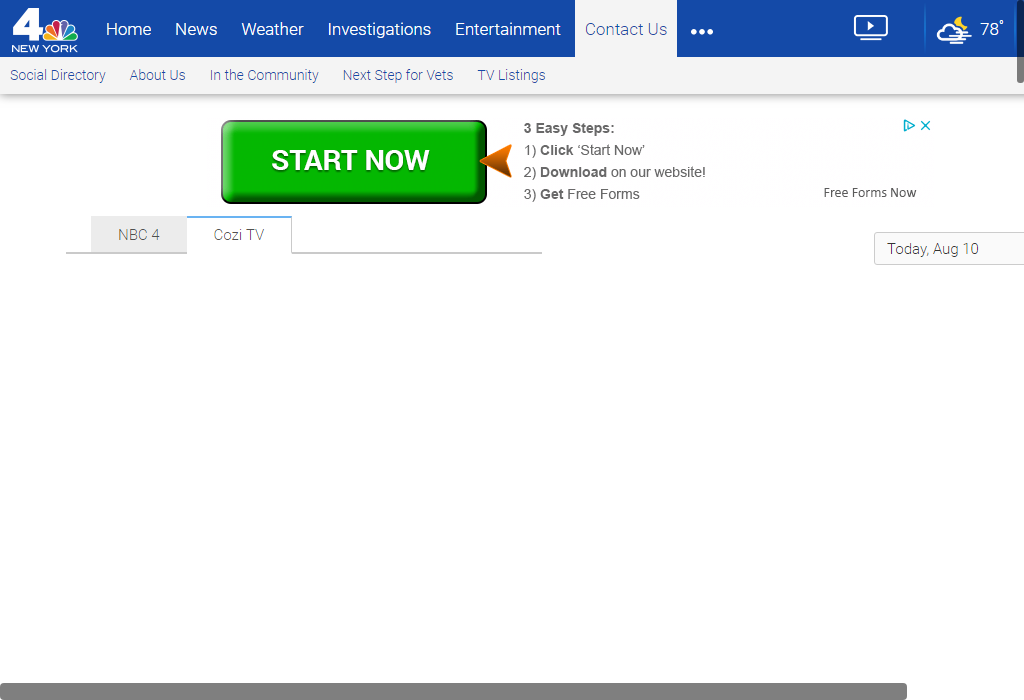 4
NEW YORK
Home News Weather Investigations Entertainment Contact Us ••• 78°
Social Directory About Us In the Community Next Step for Vets TV Listings
START NOW
3 Easy Steps:
1) Click ‘Start Now’
2) Download on our website!
3) Get Free Forms
Free Forms Now
NBC 4 Cozi TV
Today, Aug 10